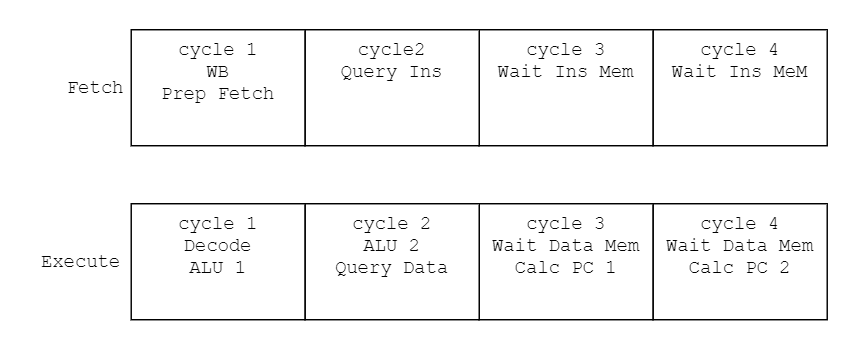 Fetch
cycle 1
WB
Prep Fetch
cycle2
Query Ins
cycle 3
Wait Ins Mem
cycle 4
Wait Ins MeM
Execute
cycle 1
Decode
ALU 1
cycle 2
ALU 2
Query Data
cycle 3
Wait Data Mem
Calc PC 1
cycle 4
Wait Data Mem
Calc PC 2